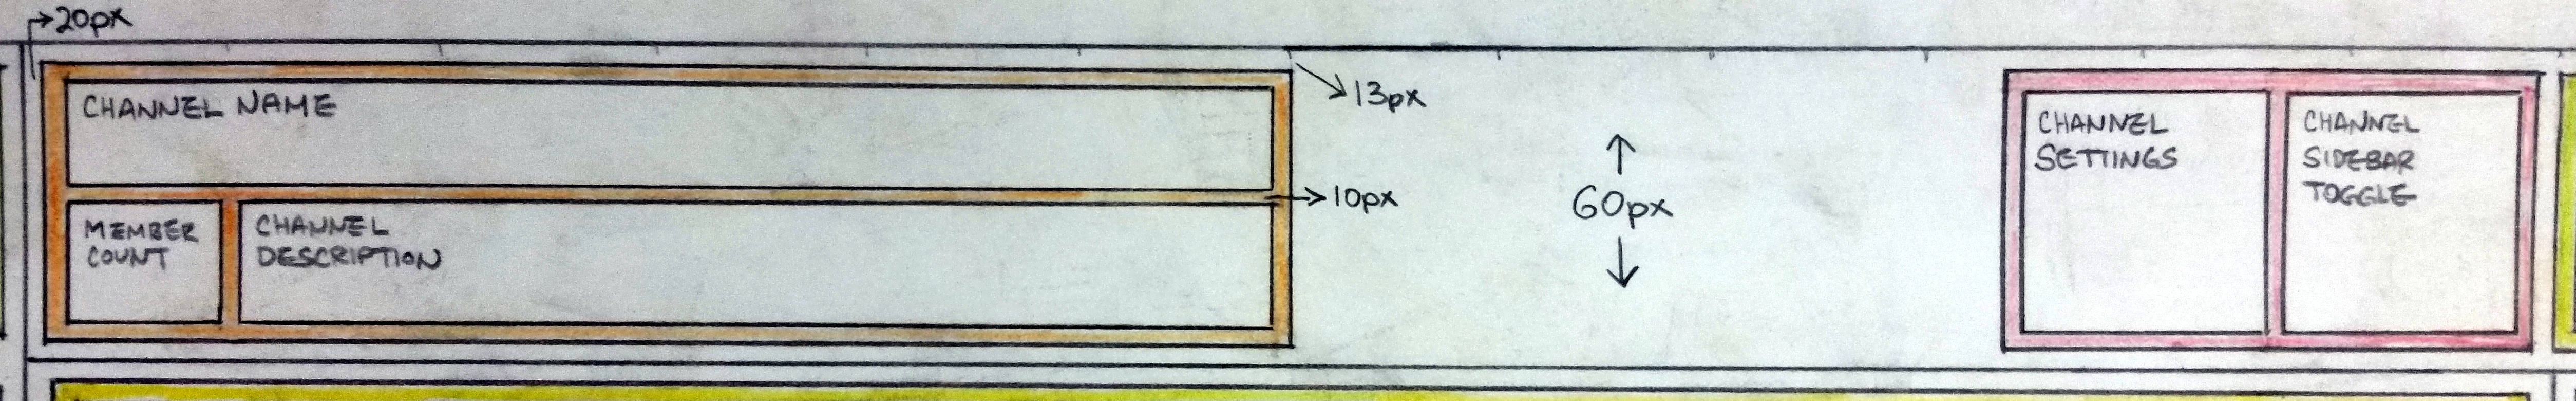 20px
CHANNEL NAME
13px
10px
MEMBER
COUNT
CHANNEL
DESCRIPTION
60px
CHANNEL
SETTINGS
CHANNEL
SIDEBAR
TOGGLE